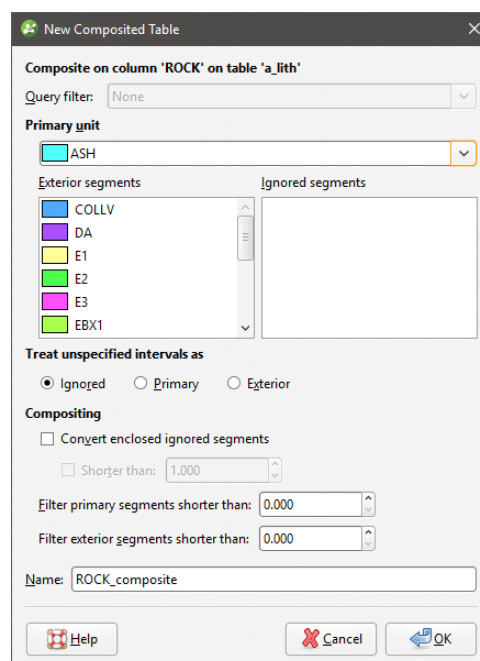 New Composited Table
Composite on column 'ROCK' on table 'a_lith'
Query filter: None
Primary unit
ASH
Exterior segments Ignored segments
COLLV
DA
E1
E2
E3
EBX1
Treat unspecified intervals as
Ignored Primary Exterior
Compositing
Convert enclosed ignored segments
Shorter than: 1.000
Filter primary segments shorter than: 0.000
Filter exterior segments shorter than: 0.000
Name: ROCK_composite
Help Cancel OK